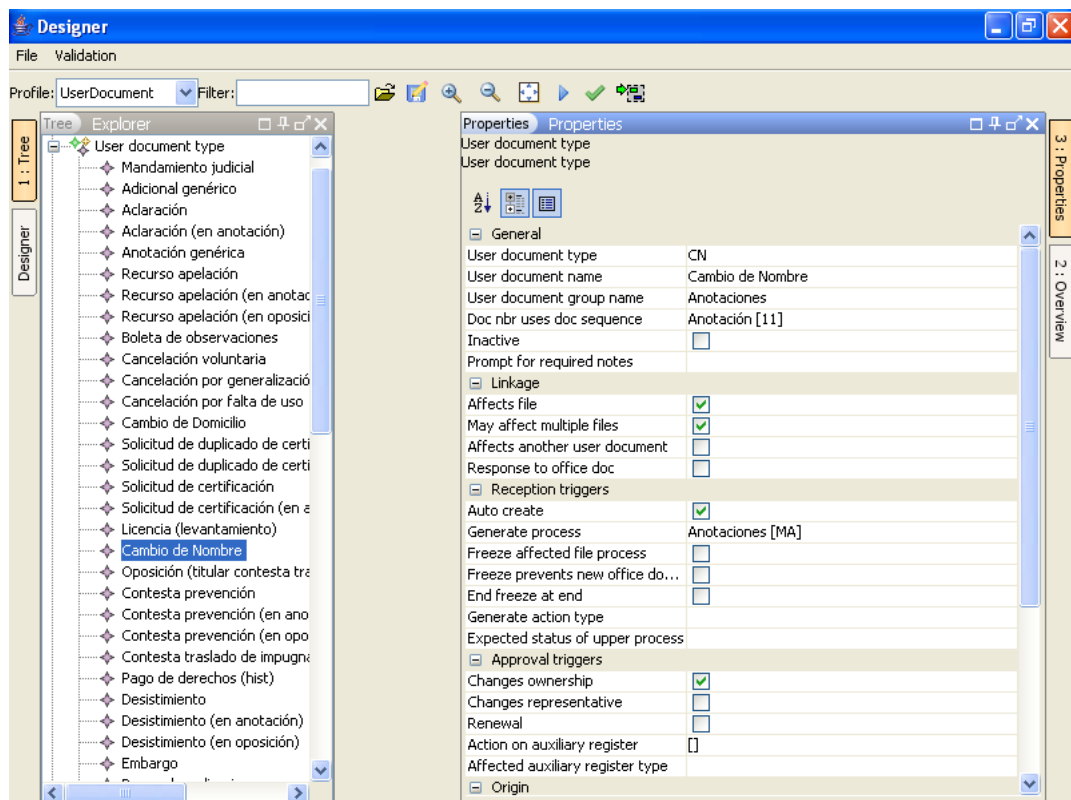 Designer
File Validation
Profile: UserDocument Filter:
Tree Explorer
1 : Tree
Designer
User document type
Mandamiento judicial
Adicional genérico
Aclaración
Aclaración (en anotación)
Anotación genérica
Recurso apelación
Recurso apelación (en anotac
Recurso apelación (en oposici
Boleta de observaciones
Cancelación voluntaria
Cancelación por generalizació
Cancelación por falta de uso
Cambio de Domicilio
Solicitud de duplicado de certi
Solicitud de duplicado de certi
Solicitud de certificación
Solicitud de certificación (en a
Licencia (levantamiento)
Cambio de Nombre
Oposición (titular contesta tra
Contesta prevención
Contesta prevención (en ano
Contesta prevención (en opo
Contesta traslado de impugna
Pago de derechos (hist)
Desistimiento
Desistimiento (en anotación)
Desistimiento (en oposición)
Embargo
Properties Properties
User document type
User document type
General
User document type CN
User document name Cambio de Nombre
User document group name Anotaciones
Doc nbr uses doc sequence Anotación [11]
Inactive
Prompt for required notes
Linkage
Affects file
May affect multiple files
Affects another user document
Response to office doc
Reception triggers
Auto create
Generate process Anotaciones [MA]
Freeze affected file process
Freeze prevents new office do...
End freeze at end
Generate action type
Expected status of upper process
Approval triggers
Changes ownership
Changes representative
Renewal
Action on auxiliary register []
Affected auxiliary register type
Origin
3 : Properties
2 : Overview